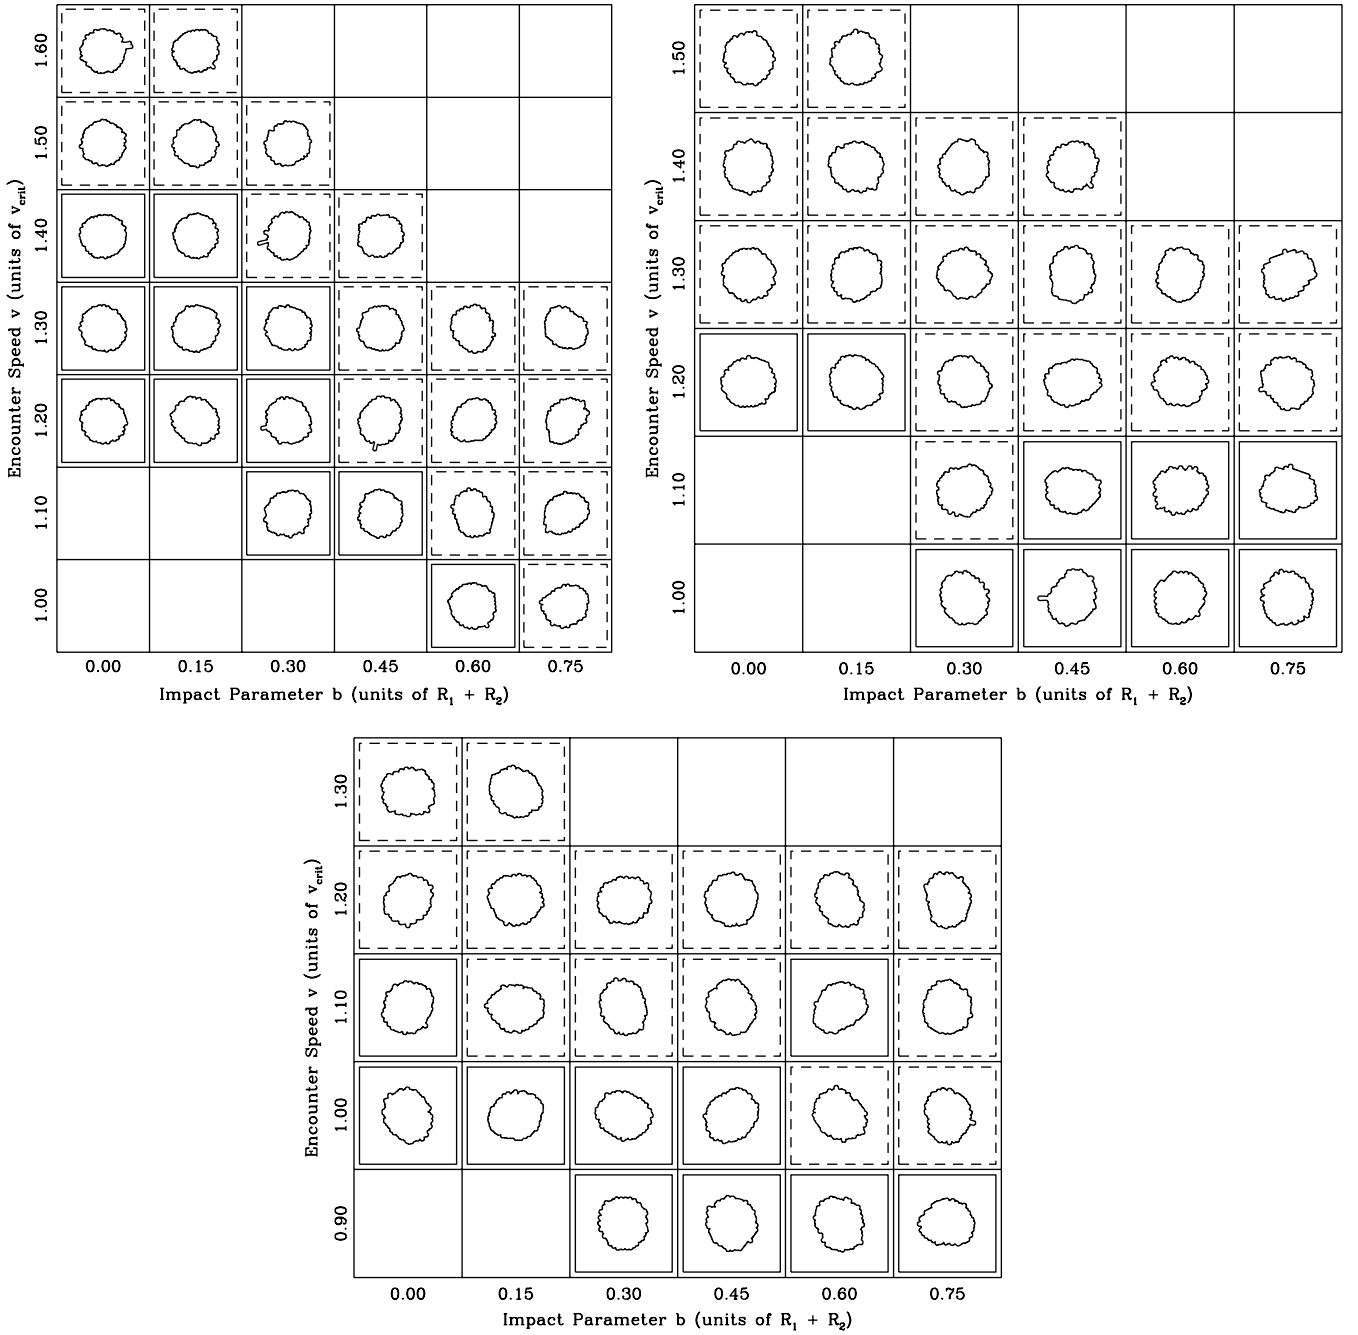 1.60
1.50
1.40
1.30
1.20
1.10
1.00
Encounter Speed v (units of v_crit)
0.00 0.15 0.30 0.45 0.60 0.75
Impact Parameter b (units of R_1 + R_2)
1.50
1.40
1.30
1.20
1.10
1.00
Encounter Speed v (units of v_crit)
0.00 0.15 0.30 0.45 0.60 0.75
Impact Parameter b (units of R_1 + R_2)
1.30
1.20
1.10
1.00
0.90
Encounter Speed v (units of v_crit)
0.00 0.15 0.30 0.45 0.60 0.75
Impact Parameter b (units of R_1 + R_2)